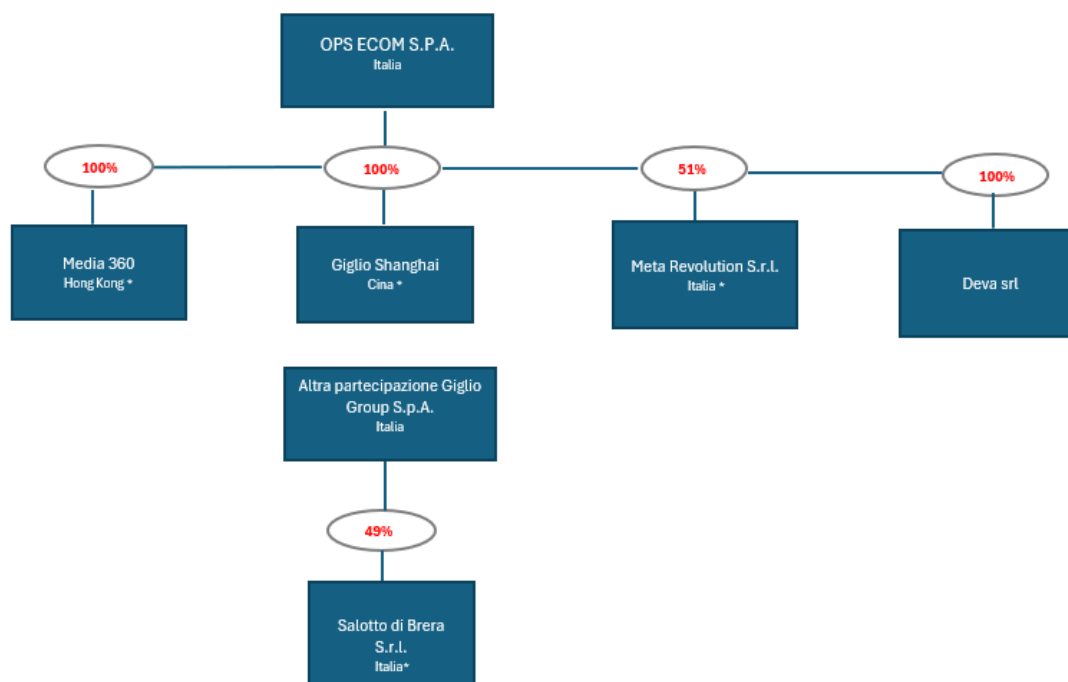 OPS ECOM S.P.A.
Italia
100%
100%
51%
100%
Media 360
Hong Kong *
Giglio Shanghai
Cina *
Meta Revolution S.r.l.
Italia *
Deva srl
Altra partecipazione Giglio
Group S.p.A.
Italia
49%
Salotto di Brera
S.r.l.
Italia*